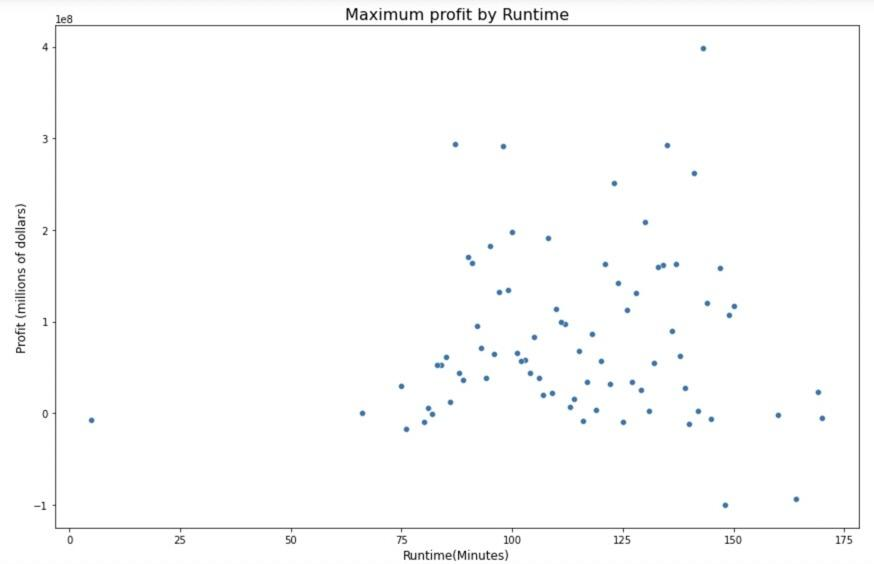 Maximum profit by Runtime
1e8
4
3
2
1
0
−1
Profit (millions of dollars)
0 25 50 75 100 125 150 175
Runtime(Minutes)